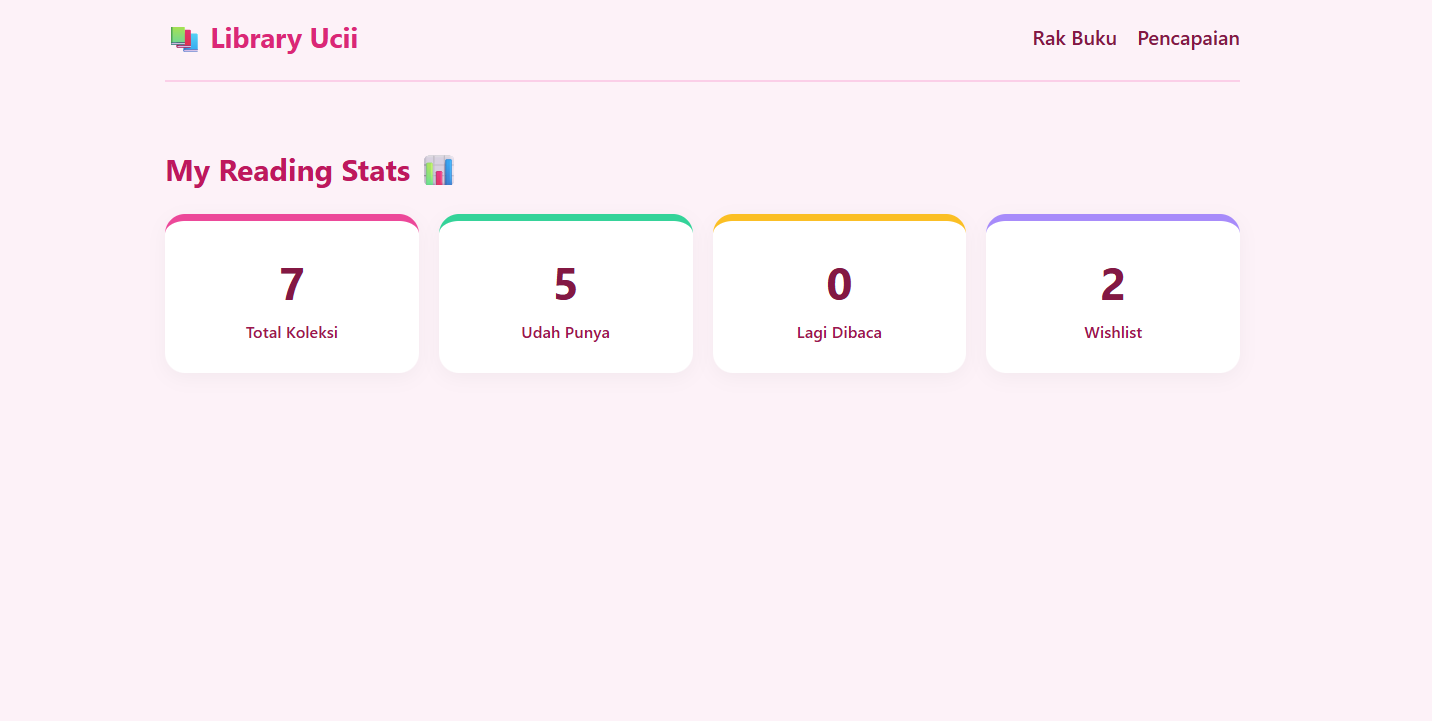 Library Ucii
Rak Buku Pencapaian
My Reading Stats
7
Total Koleksi
5
Udah Punya
0
Lagi Dibaca
2
Wishlist